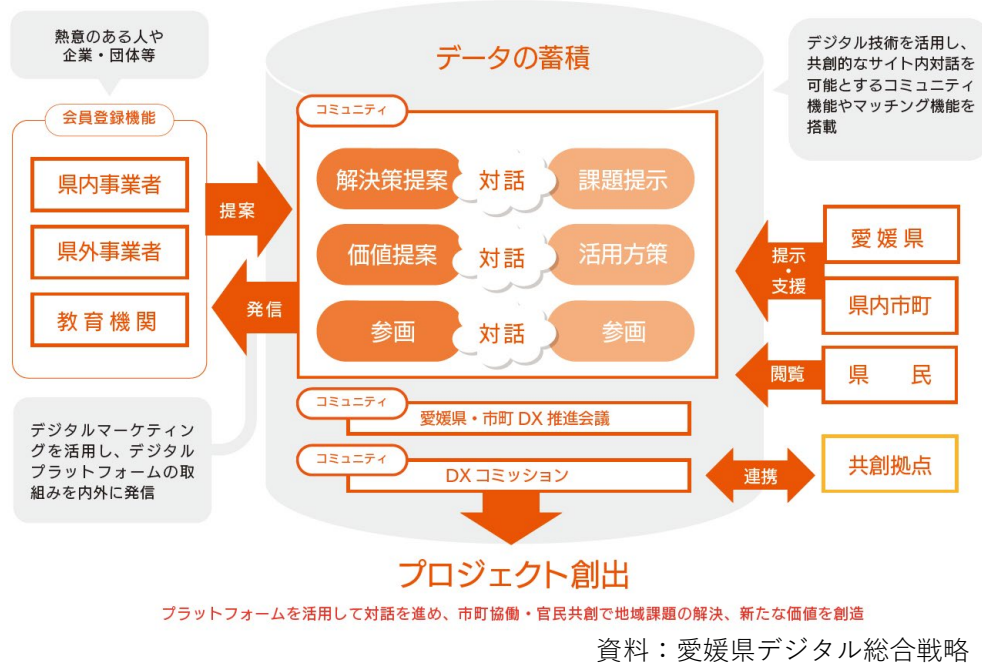 熱意のある人や
企業・団体等
会員登録機能
県内事業者
県外事業者
教育機関
提案
発信
デジタルマーケティン
グを活用し、デジタル
プラットフォームの取
組みを内外に発信
データの蓄積
コミュニティ
解決策提案 対話 課題提示
価値提案 対話 活用方策
参画 対話 参画
コミュニティ
愛媛県・市町 DX 推進会議
コミュニティ
DX コミッション
デジタル技術を活用し、
共創的なサイト内対話を
可能とするコミュニティ
機能やマッチング機能を
搭載
提示
・
支援
愛媛県
県内市町
閲覧
県 民
連携
共創拠点
プロジェクト創出
プラットフォームを活用して対話を進め、市町協働・官民共創で地域課題の解決、新たな価値を創造
資料：愛媛県デジタル総合戦略